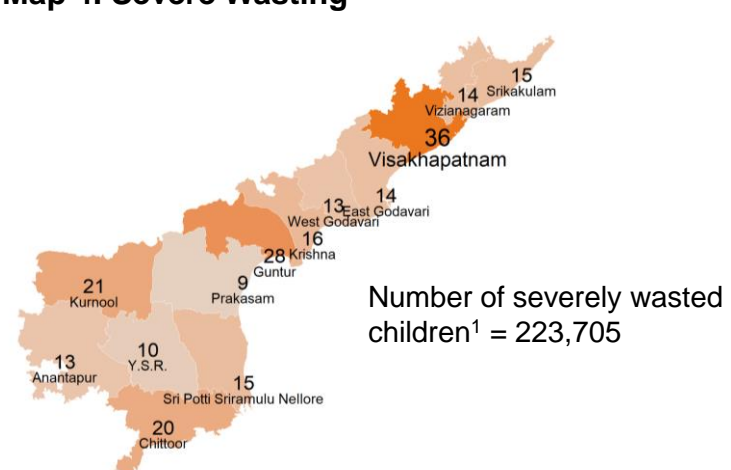 Map 4: Severe Wasting
15
Srikakulam
14
Vizianagaram
36
Visakhapatnam
14
East Godavari
13
West Godavari
16
Krishna
28
Guntur
9
Prakasam
21
Kurnool
10
Y.S.R.
13
Anantapur
15
Sri Potti Sriramulu Nellore
20
Chittoor
Number of severely wasted
children¹ = 223,705